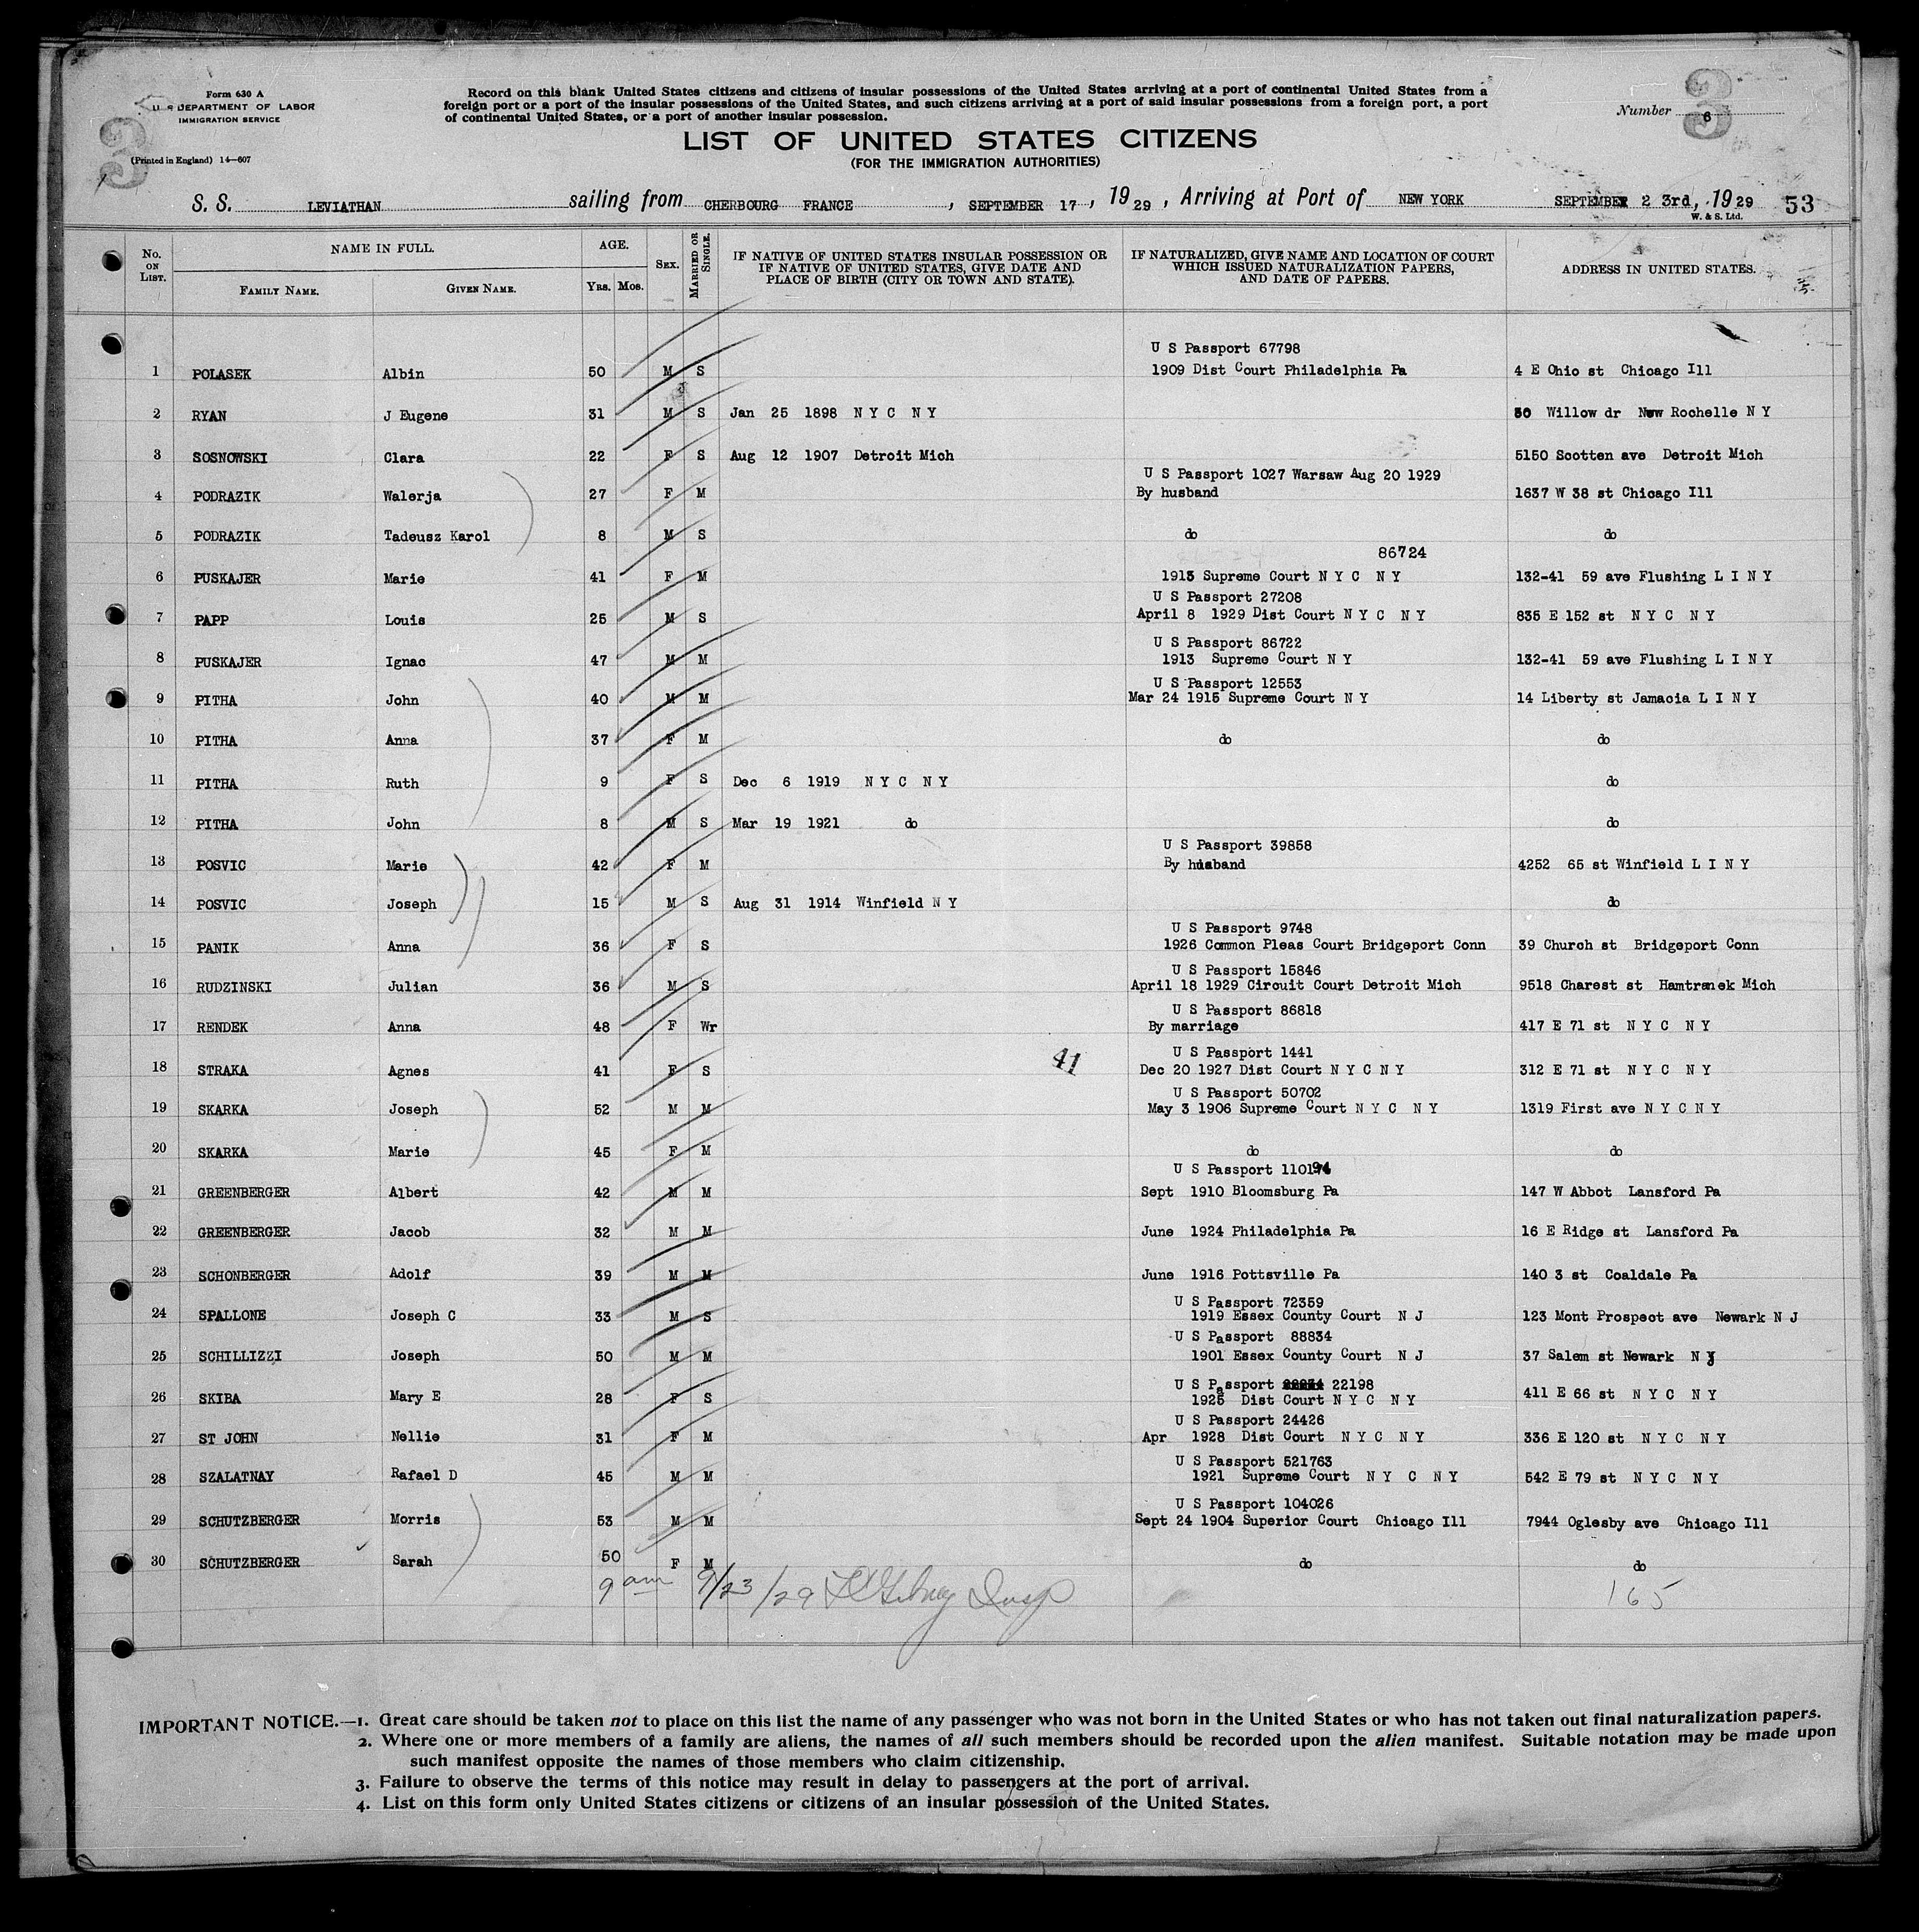 Form 630 A
U. S. DEPARTMENT OF LABOR
IMMIGRATION SERVICE
(Printed in England) 14—607
3
Record on this blank United States citizens and citizens of insular possessions of the United States arriving at a port of continental United States from a
foreign port or a port of the insular possessions of the United States, and such citizens arriving at a port of said insular possessions from a foreign port, a port
of continental United States, or a port of another insular possession.
Number 6
3
LIST OF UNITED STATES CITIZENS
(FOR THE IMMIGRATION AUTHORITIES)
S. S. LEVIATHAN sailing from CHERBOURG FRANCE, SEPTEMBER 17, 1929, Arriving at Port of NEW YORK SEPTEMBER 2 3rd, 1929 53
W. & S. Ltd.
No. ON LIST. NAME IN FULL. FAMILY NAME. GIVEN NAME. AGE. YRS. MOS. SEX. MARRIED OR SINGLE. IF NATIVE OF UNITED STATES INSULAR POSSESSION OR IF NATIVE OF UNITED STATES, GIVE DATE AND PLACE OF BIRTH (CITY OR TOWN AND STATE). IF NATURALIZED, GIVE NAME AND LOCATION OF COURT WHICH ISSUED NATURALIZATION PAPERS, AND DATE OF PAPERS. ADDRESS IN UNITED STATES.
U S Passport 67798
1 POLASEK Albin 50 M S 1909 Dist Court Philadelphia Pa 4 E Ohio st Chicago Ill
2 RYAN J Eugene 31 M S Jan 25 1898 N Y C N Y 30 Willow dr New Rochelle N Y
3 SOSNOWSKI Clara 22 F S Aug 12 1907 Detroit Mich 5150 Scotten ave Detroit Mich
U S Passport 1027 Warsaw Aug 20 1929
4 PODRAZIK Walerja 27 F M By husband 1637 W 38 st Chicago Ill
5 PODRAZIK Tadeusz Karol 8 M S do do
86724
6 PUSKAJER Marie 41 F M 1913 Supreme Court N Y C N Y 132-41 59 ave Flushing L I N Y
U S Passport 27208
7 PAPP Louis 25 M S April 8 1929 Dist Court N Y C N Y 835 E 152 st N Y C N Y
U S Passport 86722
8 PUSKAJER Ignac 47 M M 1913 Supreme Court N Y 132-41 59 ave Flushing L I N Y
U S Passport 12553
9 PITHA John 40 M M Mar 24 1915 Supreme Court N Y 14 Liberty st Jamacia L I N Y
10 PITHA Anna 37 F M do do
11 PITHA Ruth 9 F S Dec 6 1919 N Y C N Y do
12 PITHA John 8 M S Mar 19 1921 do do
U S Passport 39858
13 POSVIC Marie 42 F M By husband 4252 65 st Winfield L I N Y
14 POSVIC Joseph 15 M S Aug 31 1914 Winfield N Y do
U S Passport 9748
15 PANIK Anna 36 F S 1926 Common Pleas Court Bridgeport Conn 39 Church st Bridgeport Conn
U S Passport 15846
16 RUDZINSKI Julian 36 M S April 18 1929 Circuit Court Detroit Mich 9518 Charest st Hamtranek Mich
U S Passport 86818
17 RENDEK Anna 48 F Wr By marriage 417 E 71 st N Y C N Y
41 U S Passport 1441
18 STRAKA Agnes 41 F S Dec 20 1927 Dist Court N Y C N Y 312 E 71 st N Y C N Y
U S Passport 50702
19 SKARKA Joseph 52 M M May 3 1906 Supreme Court N Y C N Y 1319 First ave N Y C N Y
20 SKARKA Marie 45 F M do do
U S Passport
21 GREENBERGER Albert 42 M M Sept 1910 Bloomsburg Pa 147 W Abbot Lansford Pa
22 GREENBERGER Jacob 32 M M June 1924 Philadelphia Pa 16 E Ridge st Lansford Pa
23 SCHONBERGER Adolf 39 M M June 1916 Pottsville Pa 140 3 st Coaldale Pa
U S Passport 72359
24 SPALLONE Joseph C 33 M S 1919 Essex County Court N J 123 Mont Prospect ave Newark N J
U S Passport 88834
25 SCHILLIZZI Joseph 50 M M 1901 Essex County Court N J 37 Salem st Newark N J
U S Passport 22198
26 SKIBA Mary E 28 F S 1925 Dist Court N Y C N Y 411 E 66 st N Y C N Y
U S Passport 24426
27 ST JOHN Nellie 31 F M Apr 1928 Dist Court N Y C N Y 336 E 120 st N Y C N Y
U S Passport 521763
28 SZALATNAY Rafael D 45 M M 1921 Supreme Court N Y C N Y 542 E 79 st N Y C N Y
U S Passport 104026
29 SCHUTZBERGER Morris 53 M M Sept 24 1904 Superior Court Chicago Ill 7944 Oglesby ave Chicago Ill
30 SCHUTZBERGER Sarah 50 F M do do
9 am 9/23/29 Insp 165
IMPORTANT NOTICE.—1. Great care should be taken not to place on this list the name of any passenger who was not born in the United States or who has not taken out final naturalization papers.
2. Where one or more members of a family are aliens, the names of all such members should be recorded upon the alien manifest. Suitable notation may be made upon
such manifest opposite the names of those members who claim citizenship.
3. Failure to observe the terms of this notice may result in delay to passengers at the port of arrival.
4. List on this form only United States citizens or citizens of an insular possession of the United States.